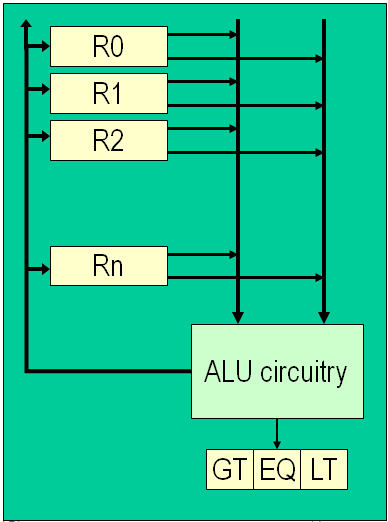 R0
R1
R2
Rn
ALU circuitry
GT EQ LT